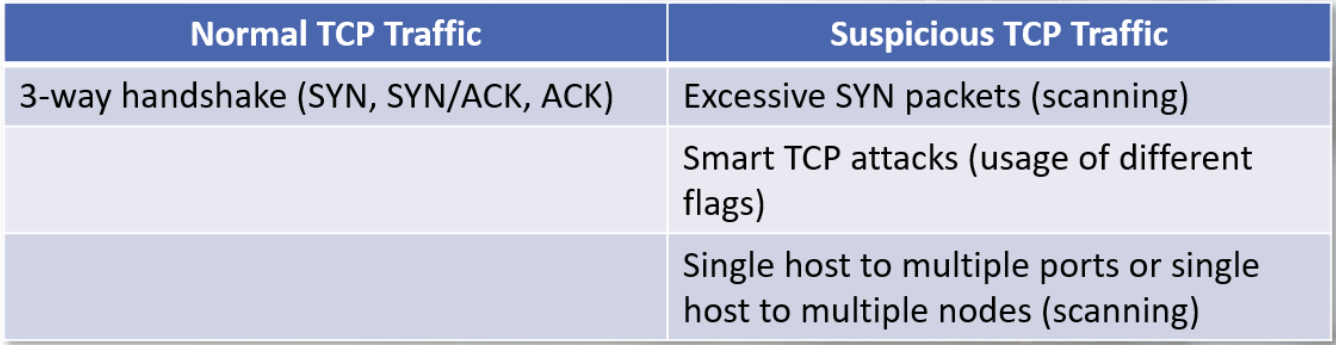 Normal TCP Traffic
Suspicious TCP Traffic
3-way handshake (SYN, SYN/ACK, ACK)
Excessive SYN packets (scanning)
Smart TCP attacks (usage of different
flags)
Single host to multiple ports or single
host to multiple nodes (scanning)